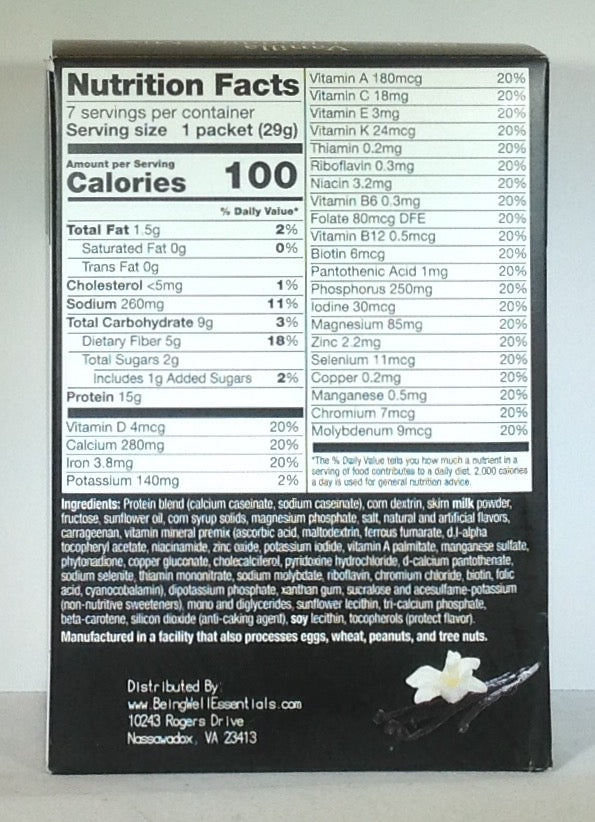 Vanilla
Nutrition Facts
7 servings per container
Serving size 1 packet (29g)
Amount per Serving
Calories 100
% Daily Value*
Total Fat 1.5g 2%
Saturated Fat 0g 0%
Trans Fat 0g
Cholesterol <5mg 1%
Sodium 260mg 11%
Total Carbohydrate 9g 3%
Dietary Fiber 5g 18%
Total Sugars 2g
Includes 1g Added Sugars 2%
Protein 15g
Vitamin D 4mcg 20%
Calcium 280mg 20%
Iron 3.8mg 20%
Potassium 140mg 2%
Vitamin A 180mcg 20%
Vitamin C 18mg 20%
Vitamin E 3mg 20%
Vitamin K 24mcg 20%
Thiamin 0.2mg 20%
Riboflavin 0.3mg 20%
Niacin 3.2mg 20%
Vitamin B6 0.3mg 20%
Folate 80mcg DFE 20%
Vitamin B12 0.5mcg 20%
Biotin 6mcg 20%
Pantothenic Acid 1mg 20%
Phosphorus 250mg 20%
Iodine 30mcg 20%
Magnesium 85mg 20%
Zinc 2.2mg 20%
Selenium 11mcg 20%
Copper 0.2mg 20%
Manganese 0.5mg 20%
Chromium 7mcg 20%
Molybdenum 9mcg 20%
*The % Daily Value tells you how much a nutrient in a
serving of food contributes to a daily diet. 2,000 calories
a day is used for general nutrition advice.
Ingredients: Protein blend (calcium caseinate, sodium caseinate), corn dextrin, skim milk powder,
fructose, sunflower oil, corn syrup solids, magnesium phosphate, salt, natural and artificial flavors,
carrageenan, vitamin mineral premix (ascorbic acid, maltodextrin, ferrous fumarate, d,l-alpha
tocopheryl acetate, niacinamide, zinc oxide, potassium iodide, vitamin A palmitate, manganese sulfate,
phytonadione, copper gluconate, cholecalciferol, pyridoxine hydrochloride, d-calcium pantothenate,
sodium selenite, thiamin mononitrate, sodium molybdate, riboflavin, chromium chloride, biotin, folic
acid, cyanocobalamin), dipotassium phosphate, xanthan gum, sucralose and acesulfame-potassium
(non-nutritive sweeteners), mono and diglycerides, sunflower lecithin, tri-calcium phosphate,
beta-carotene, silicon dioxide (anti-caking agent), soy lecithin, tocopherols (protect flavor).
Manufactured in a facility that also processes eggs, wheat, peanuts, and tree nuts.
Distributed By:
www.BeingWellEssentials.com
10243 Rogers Drive
Nassawadox, VA 23413